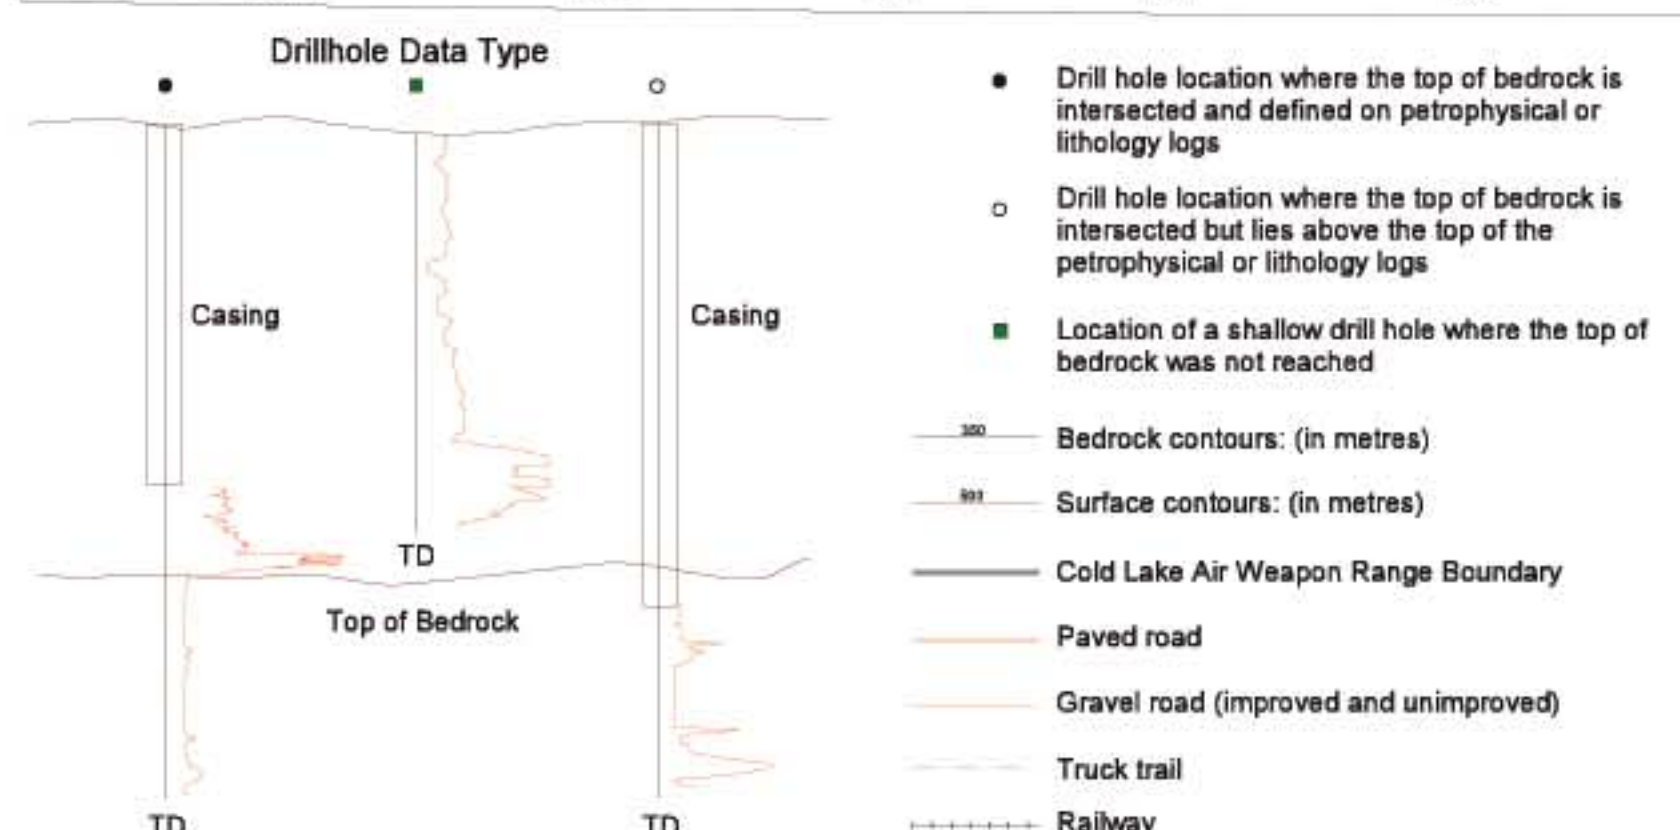 Drillhole Data Type
Casing
Casing
TD
Top of Bedrock
TD
TD
Drill hole location where the top of bedrock is
intersected and defined on petrophysical or
lithology logs
Drill hole location where the top of bedrock is
intersected but lies above the top of the
petrophysical or lithology logs
Location of a shallow drill hole where the top of
bedrock was not reached
Bedrock contours: (in metres)
Surface contours: (in metres)
Cold Lake Air Weapon Range Boundary
Paved road
Gravel road (improved and unimproved)
Truck trail
Railway